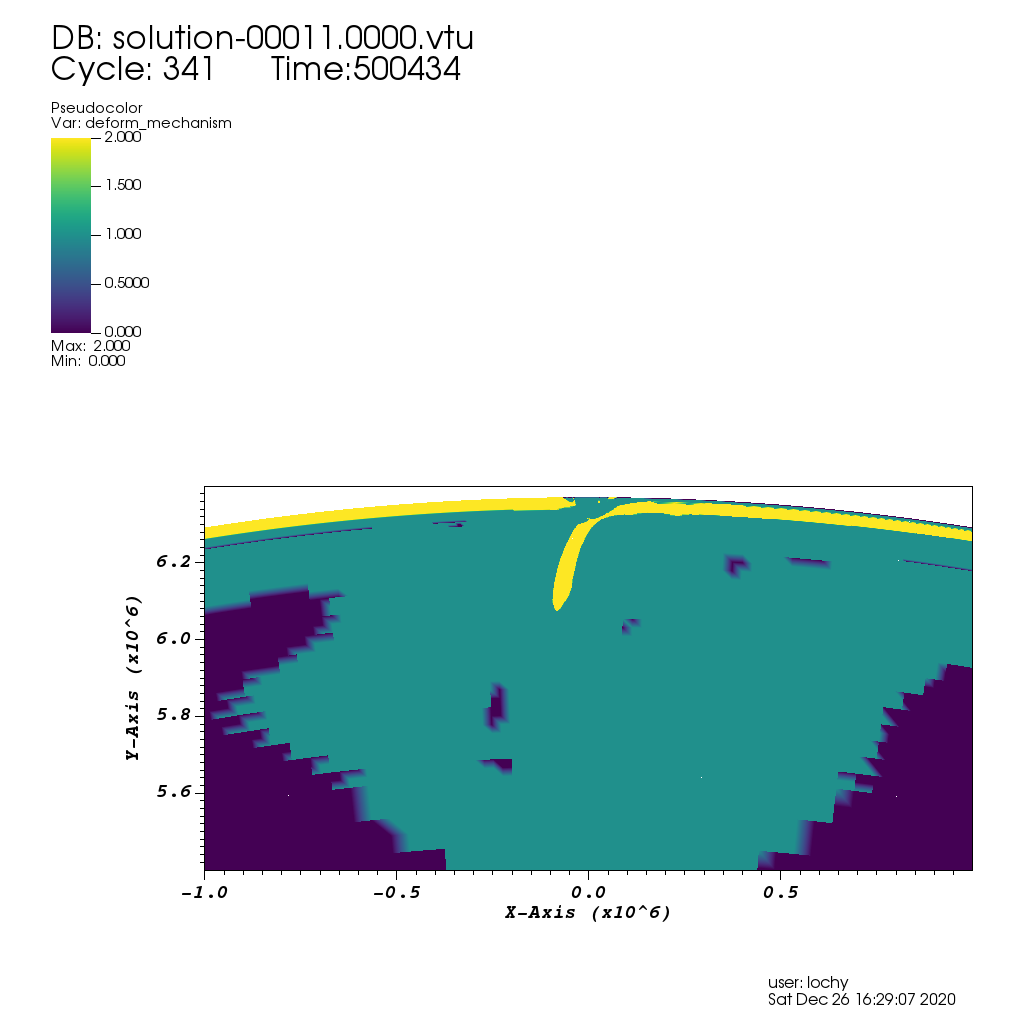 DB: solution-00011.0000.vtu
Cycle: 341 Time:500434
Pseudocolor
Var: deform_mechanism
2.000
1.500
1.000
0.5000
0.000
Max: 2.000
Min: 0.000
6.2
6.0
5.8
5.6
Y-Axis (x10^6)
-1.0 -0.5 0.0 0.5
X-Axis (x10^6)
user: lochy
Sat Dec 26 16:29:07 2020